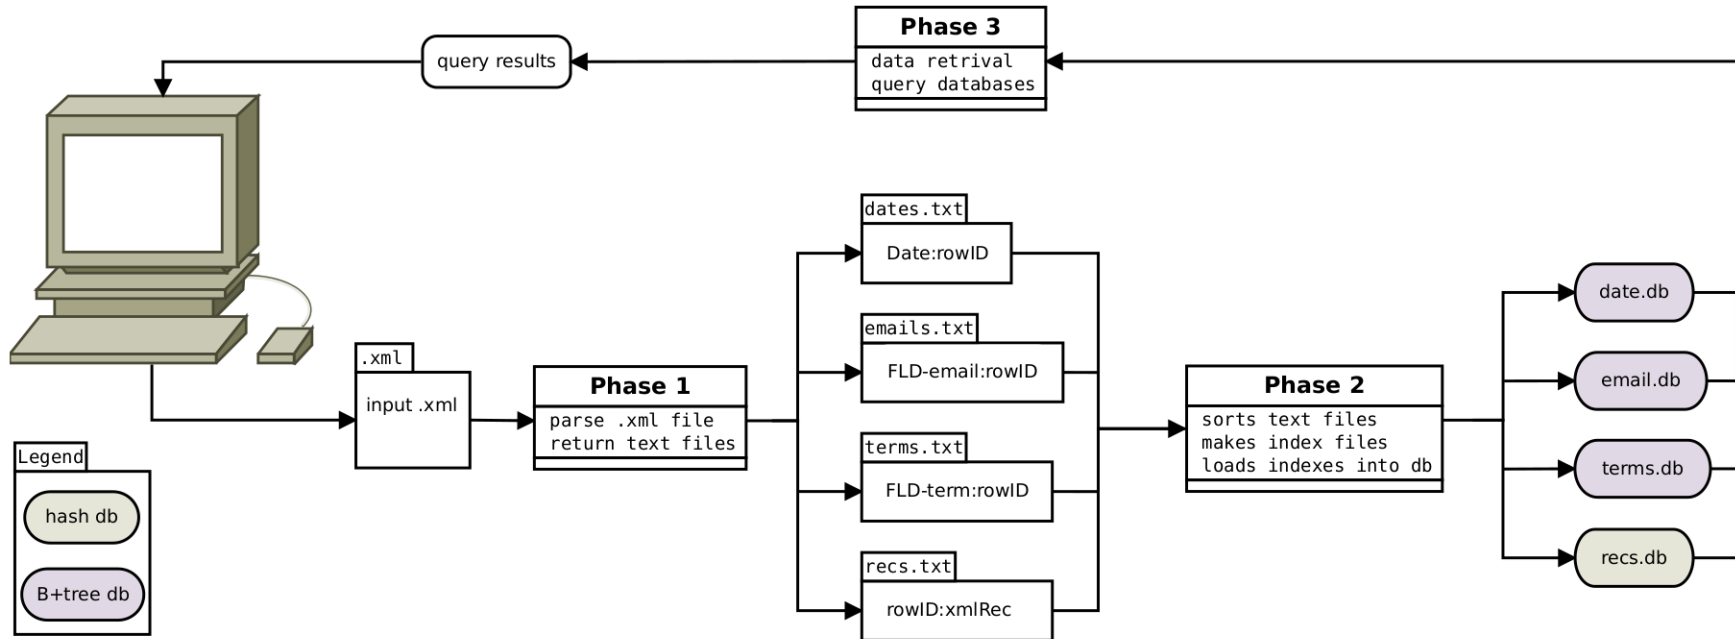 Phase 3
data retrival
query databases
query results
dates.txt
Date:rowID
emails.txt
FLD-email:rowID
terms.txt
FLD-term:rowID
recs.txt
rowID:xmlRec
.xml
input .xml
Phase 1
parse .xml file
return text files
Phase 2
sorts text files
makes index files
loads indexes into db
date.db
email.db
terms.db
recs.db
Legend
hash db
B+tree db